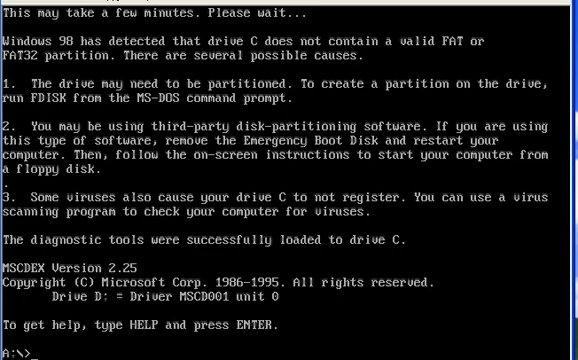 This may take a few minutes. Please wait...
Windows 98 has detected that drive C does not contain a valid FAT or
FAT32 partition. There are several possible causes.
1.  The drive may need to be partitioned. To create a partition on the drive,
run FDISK from the MS-DOS command prompt.
2.  You may be using third-party disk-partitioning software. If you are using
this type of software, remove the Emergency Boot Disk and restart your
computer. Then, follow the on-screen instructions to start your computer from
a floppy disk.
.
3.  Some viruses also cause your drive C to not register. You can use a virus
scanning program to check your computer for viruses.
The diagnostic tools were successfully loaded to drive C.
MSCDEX Version 2.25
Copyright (C) Microsoft Corp. 1986-1995. All rights reserved.
       Drive D: = Driver MSCD001 unit 0
To get help, type HELP and press ENTER.
A:\>_